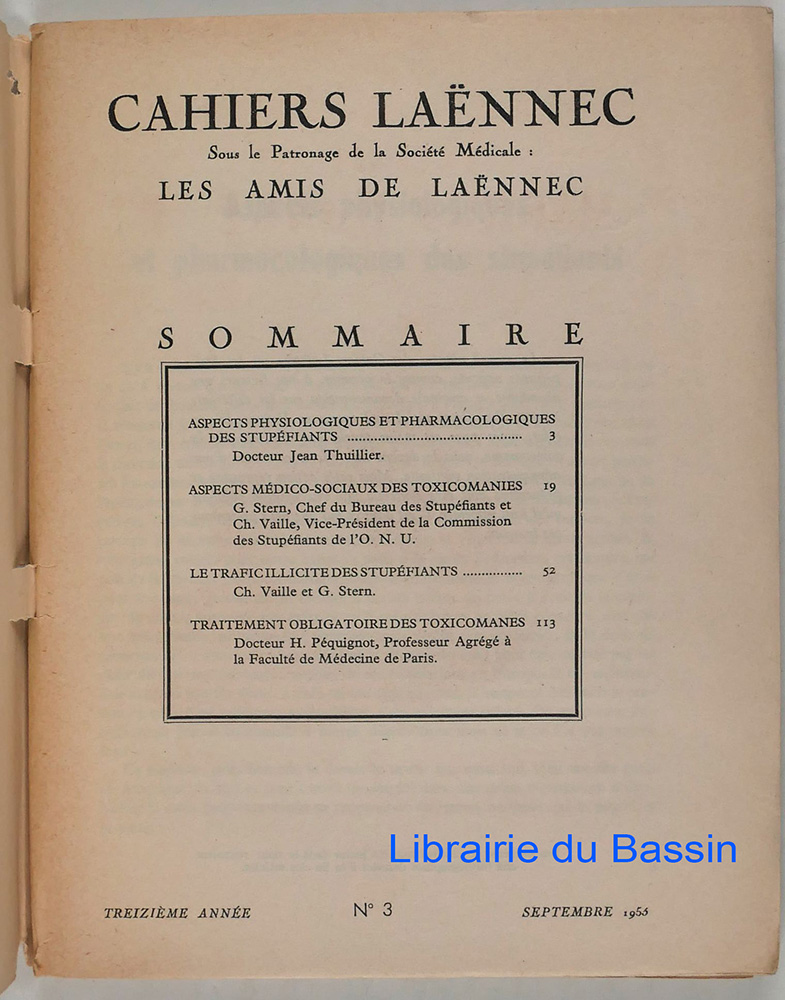 CAHIERS LAËNNEC
Sous le Patronage de la Société Médicale :
LES AMIS DE LAËNNEC
SOMMAIRE
ASPECTS PHYSIOLOGIQUES ET PHARMACOLOGIQUES
DES STUPÉFIANTS ................................................ 3
Docteur Jean Thuillier.
ASPECTS MÉDICO-SOCIAUX DES TOXICOMANIES 19
G. Stern, Chef du Bureau des Stupéfiants et
Ch. Vaille, Vice-Président de la Commission
des Stupéfiants de l'O. N. U.
LE TRAFIC ILLICITE DES STUPÉFIANTS ................ 52
Ch. Vaille et G. Stern.
TRAITEMENT OBLIGATOIRE DES TOXICOMANES 113
Docteur H. Péquignot, Professeur Agrégé à
la Faculté de Médecine de Paris.
Librairie du Bassin
TREIZIÈME ANNÉE N° 3 SEPTEMBRE